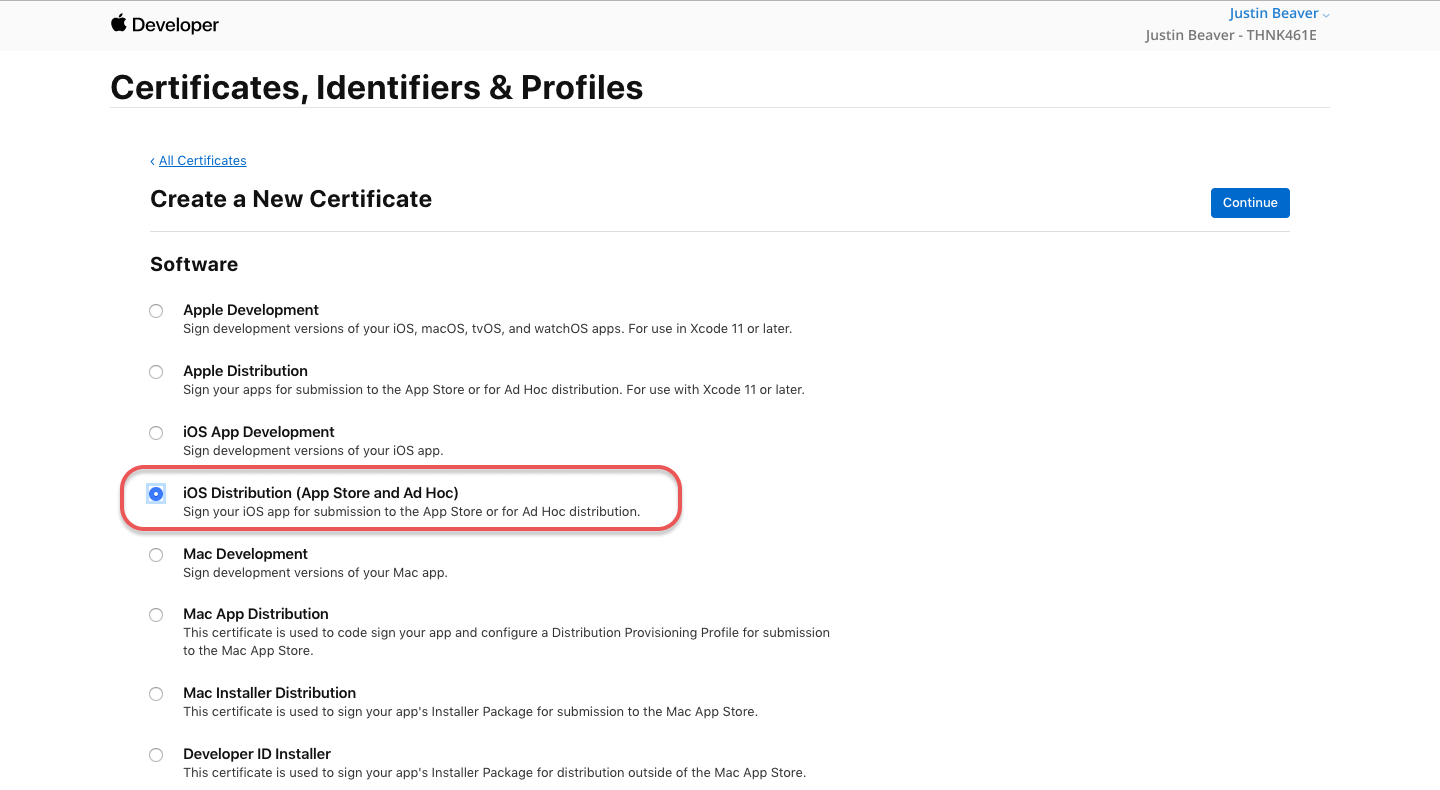 Developer
Justin Beaver
Justin Beaver - THNK461E
Certificates, Identifiers & Profiles
‹ All Certificates
Create a New Certificate
Continue
Software
Apple Development
Sign development versions of your iOS, macOS, tvOS, and watchOS apps. For use in Xcode 11 or later.
Apple Distribution
Sign your apps for submission to the App Store or for Ad Hoc distribution. For use with Xcode 11 or later.
iOS App Development
Sign development versions of your iOS app.
iOS Distribution (App Store and Ad Hoc)
Sign your iOS app for submission to the App Store or for Ad Hoc distribution.
Mac Development
Sign development versions of your Mac app.
Mac App Distribution
This certificate is used to code sign your app and configure a Distribution Provisioning Profile for submission
to the Mac App Store.
Mac Installer Distribution
This certificate is used to sign your app's Installer Package for submission to the Mac App Store.
Developer ID Installer
This certificate is used to sign your app's Installer Package for distribution outside of the Mac App Store.